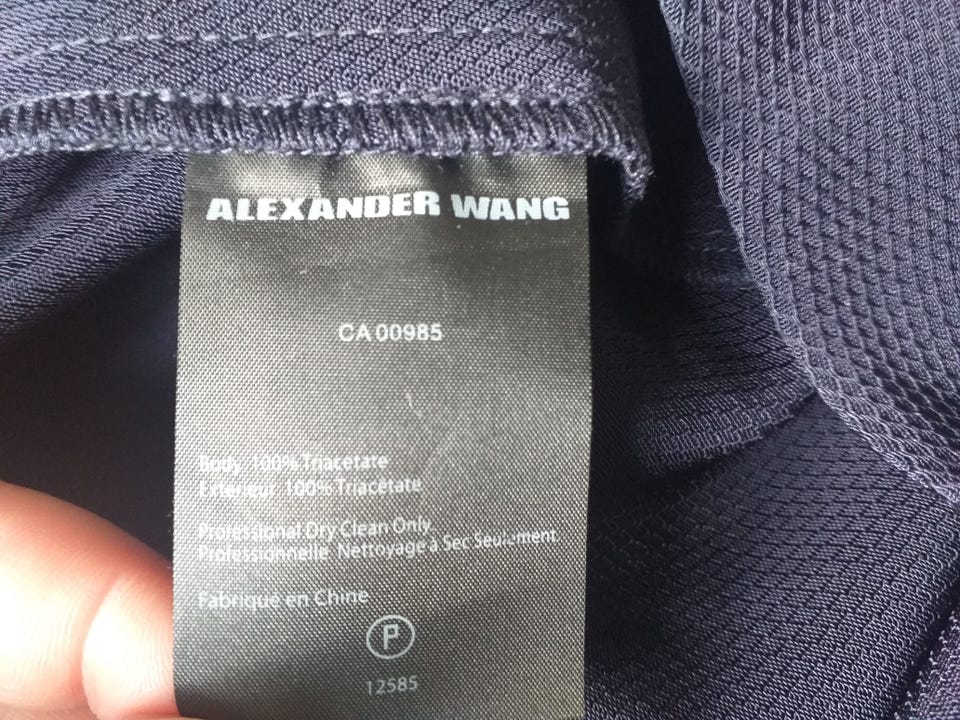 ALEXANDER WANG
CA 00985
Body 100% Triacetate
Exterieur 100% Triacetate
Professional Dry Clean Only
Professionnelle Nettoyage à Sec Seulement
Fabriqué en Chine
P
12585